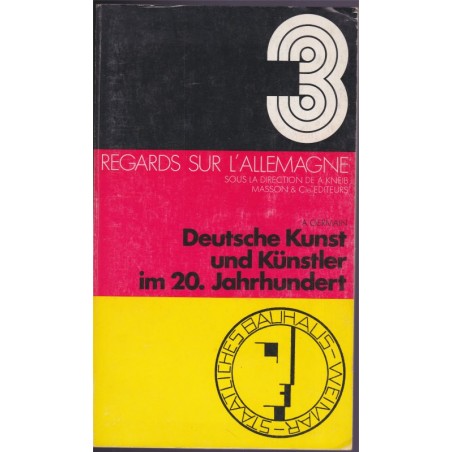 3
REGARDS SUR L'ALLEMAGNE
SOUS LA DIRECTION DE A.KNEIB
MASSON & Cie EDITEURS
A. GERMAIN
Deutsche Kunst
und Künstler
im 20. Jahrhundert
STAATLICHES BAUHAUS–WEIMAR–